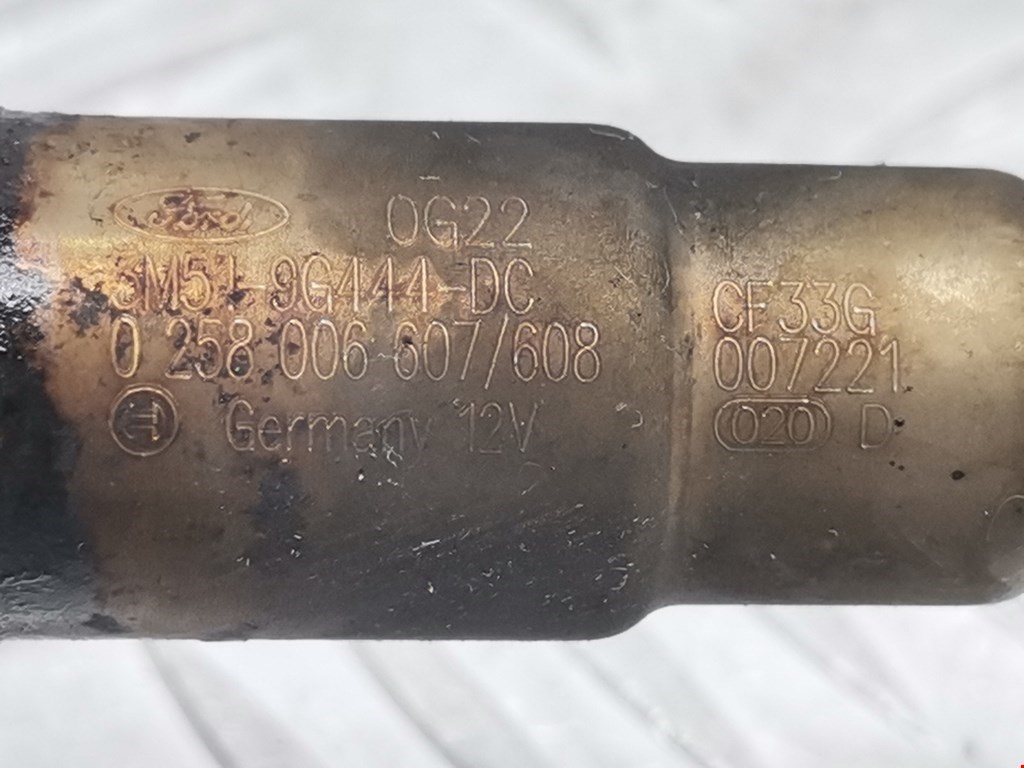 Ford 0G22
3M51-9G444-DC
0 258 006 607/608
Germany 12V
CF33G
007221
020 D